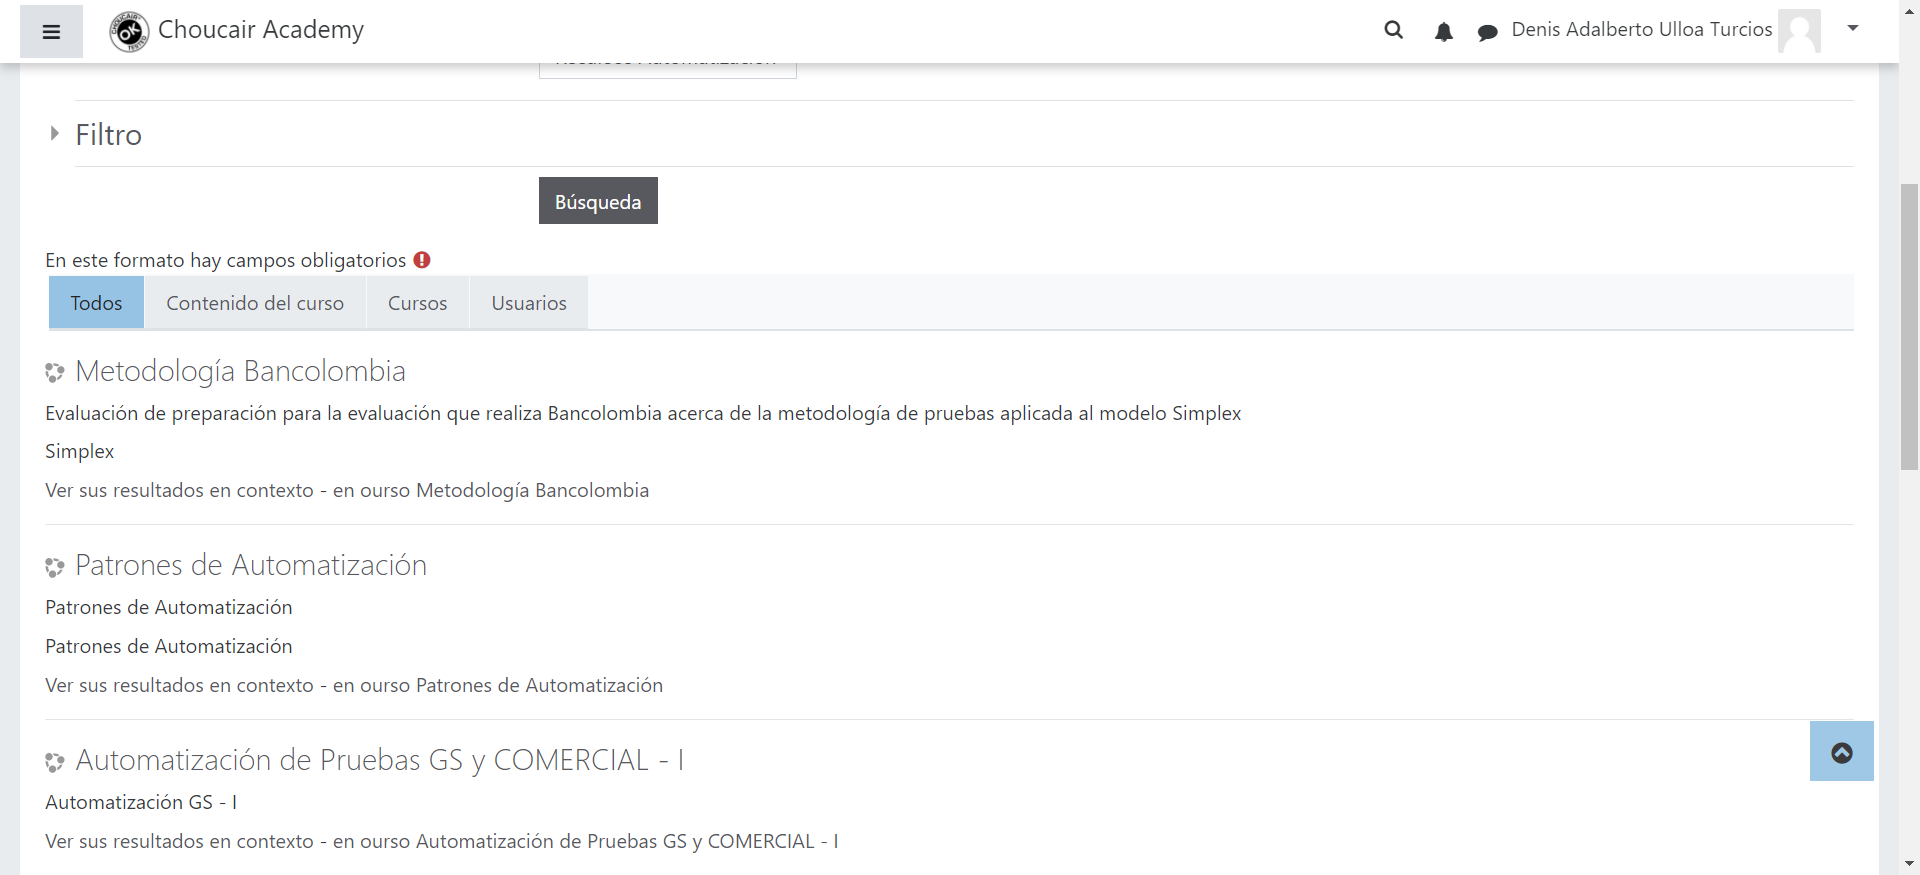 Choucair Academy
Denis Adalberto Ulloa Turcios
Filtro
Búsqueda
En este formato hay campos obligatorios
Todos
Contenido del curso
Cursos
Usuarios
Metodología Bancolombia
Evaluación de preparación para la evaluación que realiza Bancolombia acerca de la metodología de pruebas aplicada al modelo Simplex
Simplex
Ver sus resultados en contexto - en ourso Metodología Bancolombia
Patrones de Automatización
Patrones de Automatización
Patrones de Automatización
Ver sus resultados en contexto - en ourso Patrones de Automatización
Automatización de Pruebas GS y COMERCIAL - I
Automatización GS - I
Ver sus resultados en contexto - en ourso Automatización de Pruebas GS y COMERCIAL - I